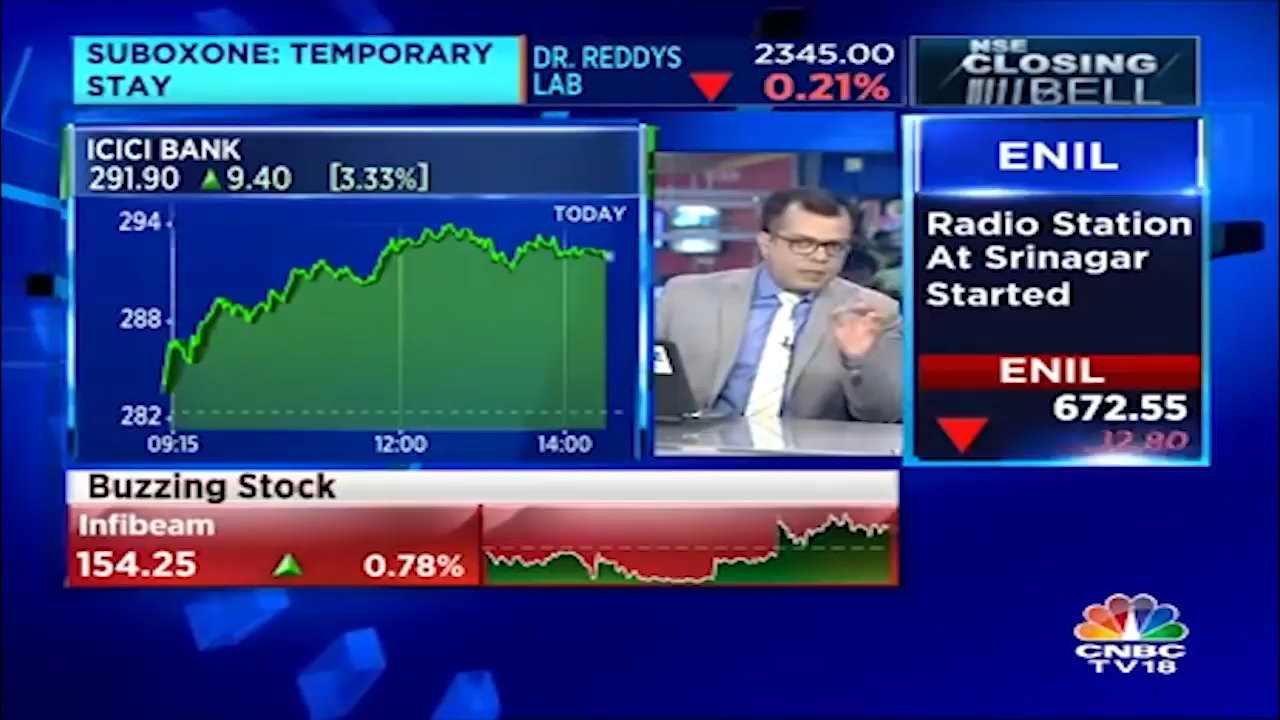 SUBOXONE: TEMPORARY
STAY
DR. REDDYS
LAB
2345.00
0.21%
NSE
CLOSING
BELL
ICICI BANK
291.90 9.40 [3.33%]
TODAY
294
288
282
09:15 12:00 14:00
ENIL
Radio Station
At Srinagar
Started
ENIL
672.55
12.80
Buzzing Stock
Infibeam
154.25 0.78%
CNBC
TV18